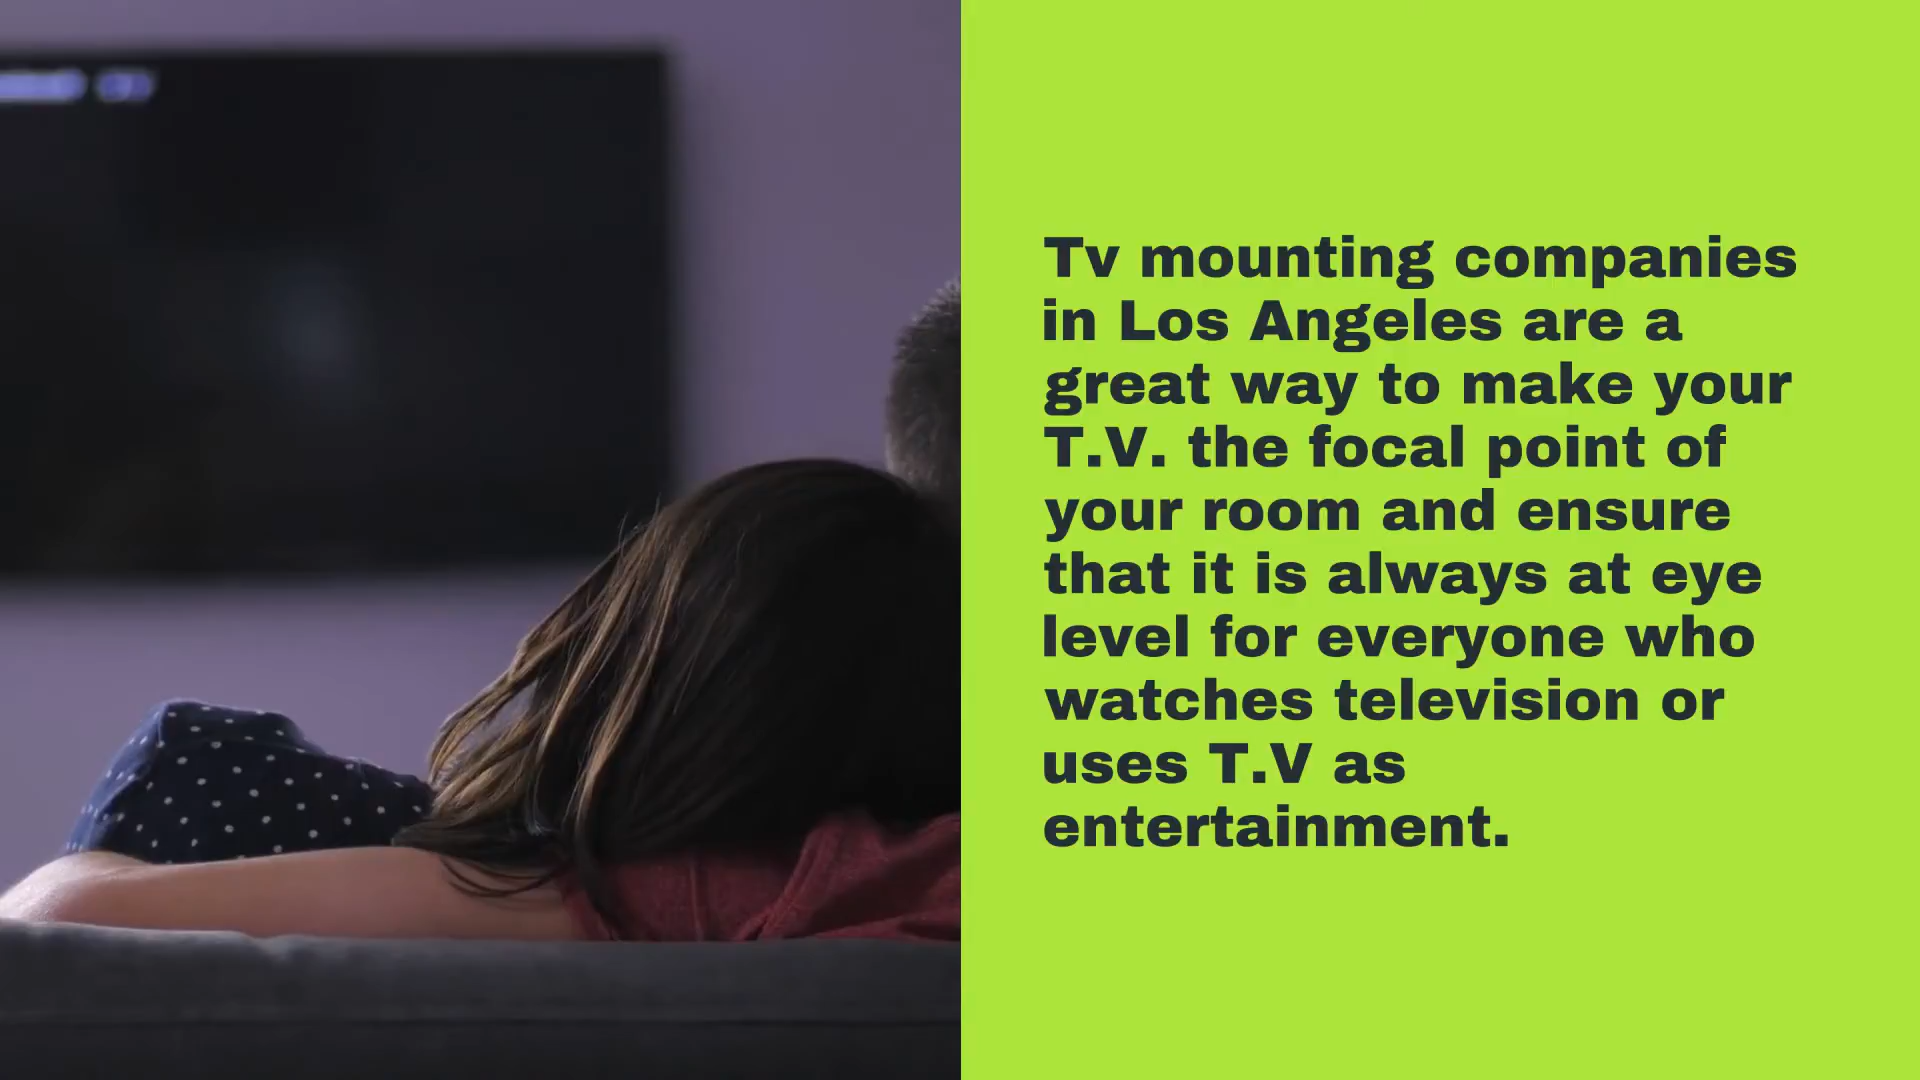 Tv mounting companies
in Los Angeles are a
great way to make your
T.V. the focal point of
your room and ensure
that it is always at eye
level for everyone who
watches television or
uses T.V as
entertainment.